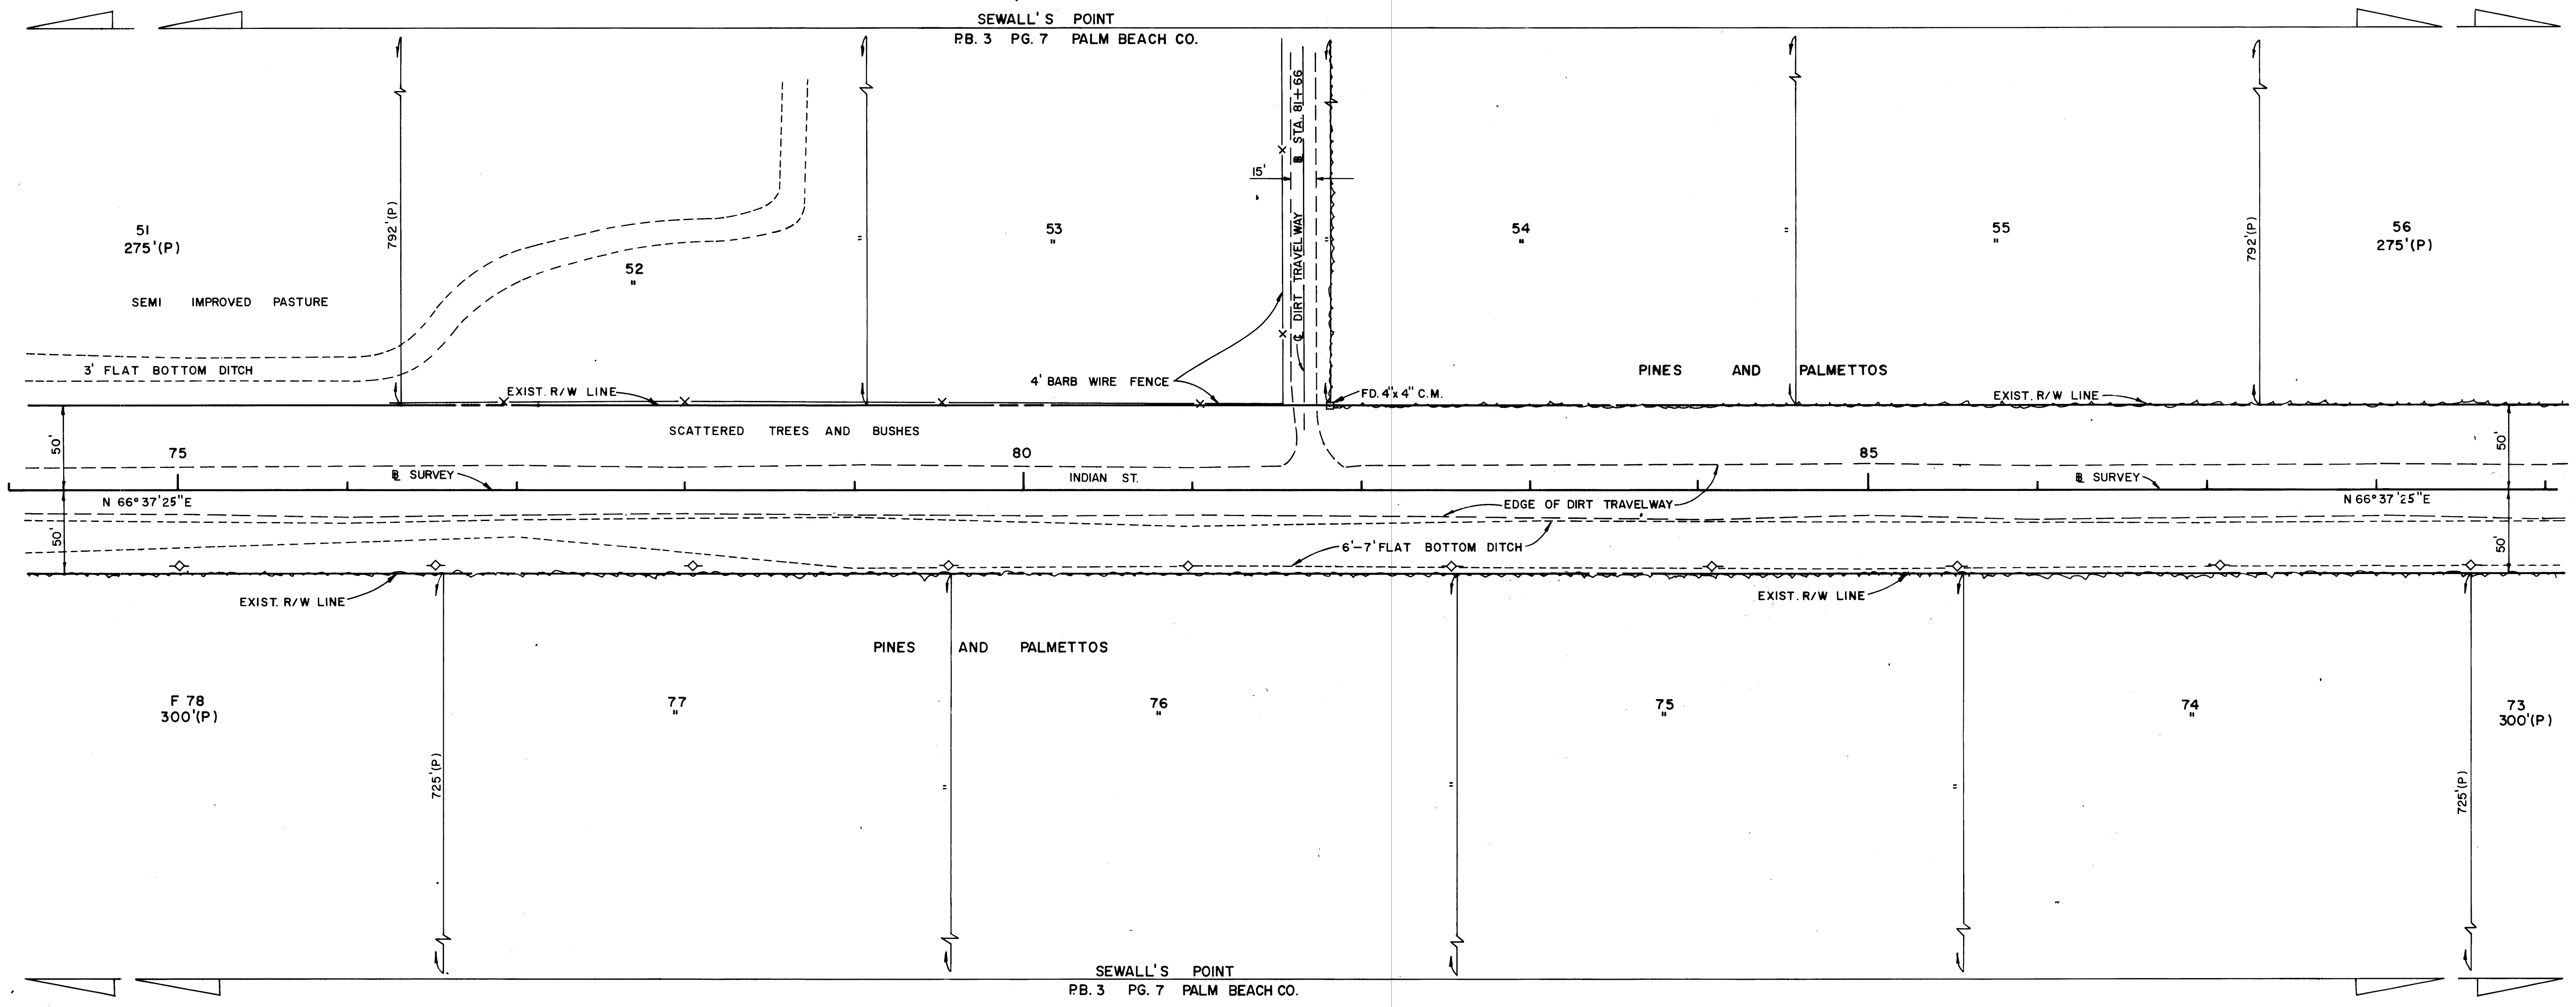 SEWALL'S POINT
P.B. 3 PG. 7 PALM BEACH CO.
℄ DIRT TRAVELWAY B STA. 81+66
15'
51
275'(P)
792'(P)
"
52
"
53
"
"
54
"
"
55
"
792'(P)
56
275'(P)
SEMI IMPROVED PASTURE
3' FLAT BOTTOM DITCH
EXIST. R/W LINE
4' BARB WIRE FENCE
FD. 4"x 4" C.M.
PINES AND PALMETTOS
EXIST. R/W LINE
SCATTERED TREES AND BUSHES
50'
75
80
85
50'
BL SURVEY
INDIAN ST.
BL SURVEY
N 66°37'25"E
EDGE OF DIRT TRAVELWAY
N 66°37'25"E
50'
6'-7' FLAT BOTTOM DITCH
50'
EXIST. R/W LINE
EXIST. R/W LINE
PINES AND PALMETTOS
F 78
300'(P)
77
"
76
"
75
"
74
"
73
300'(P)
725'(P)
"
"
"
725'(P)
SEWALL'S POINT
P.B. 3 PG. 7 PALM BEACH CO.